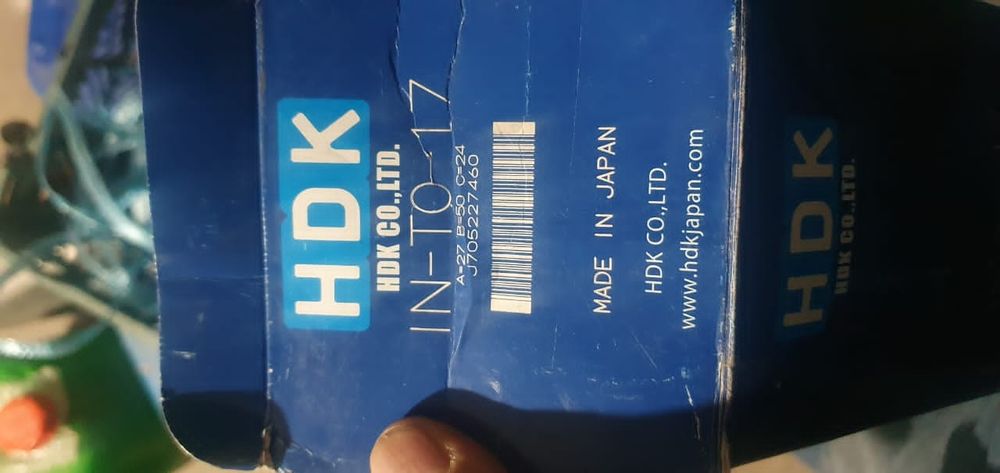 HDK
HDK CO.,LTD.
IN-TO-17
A=27 B=50 C=24
J705227460
MADE IN JAPAN
HDK CO.,LTD.
www.hdkjapan.com
HDK
HDK CO.,LTD.